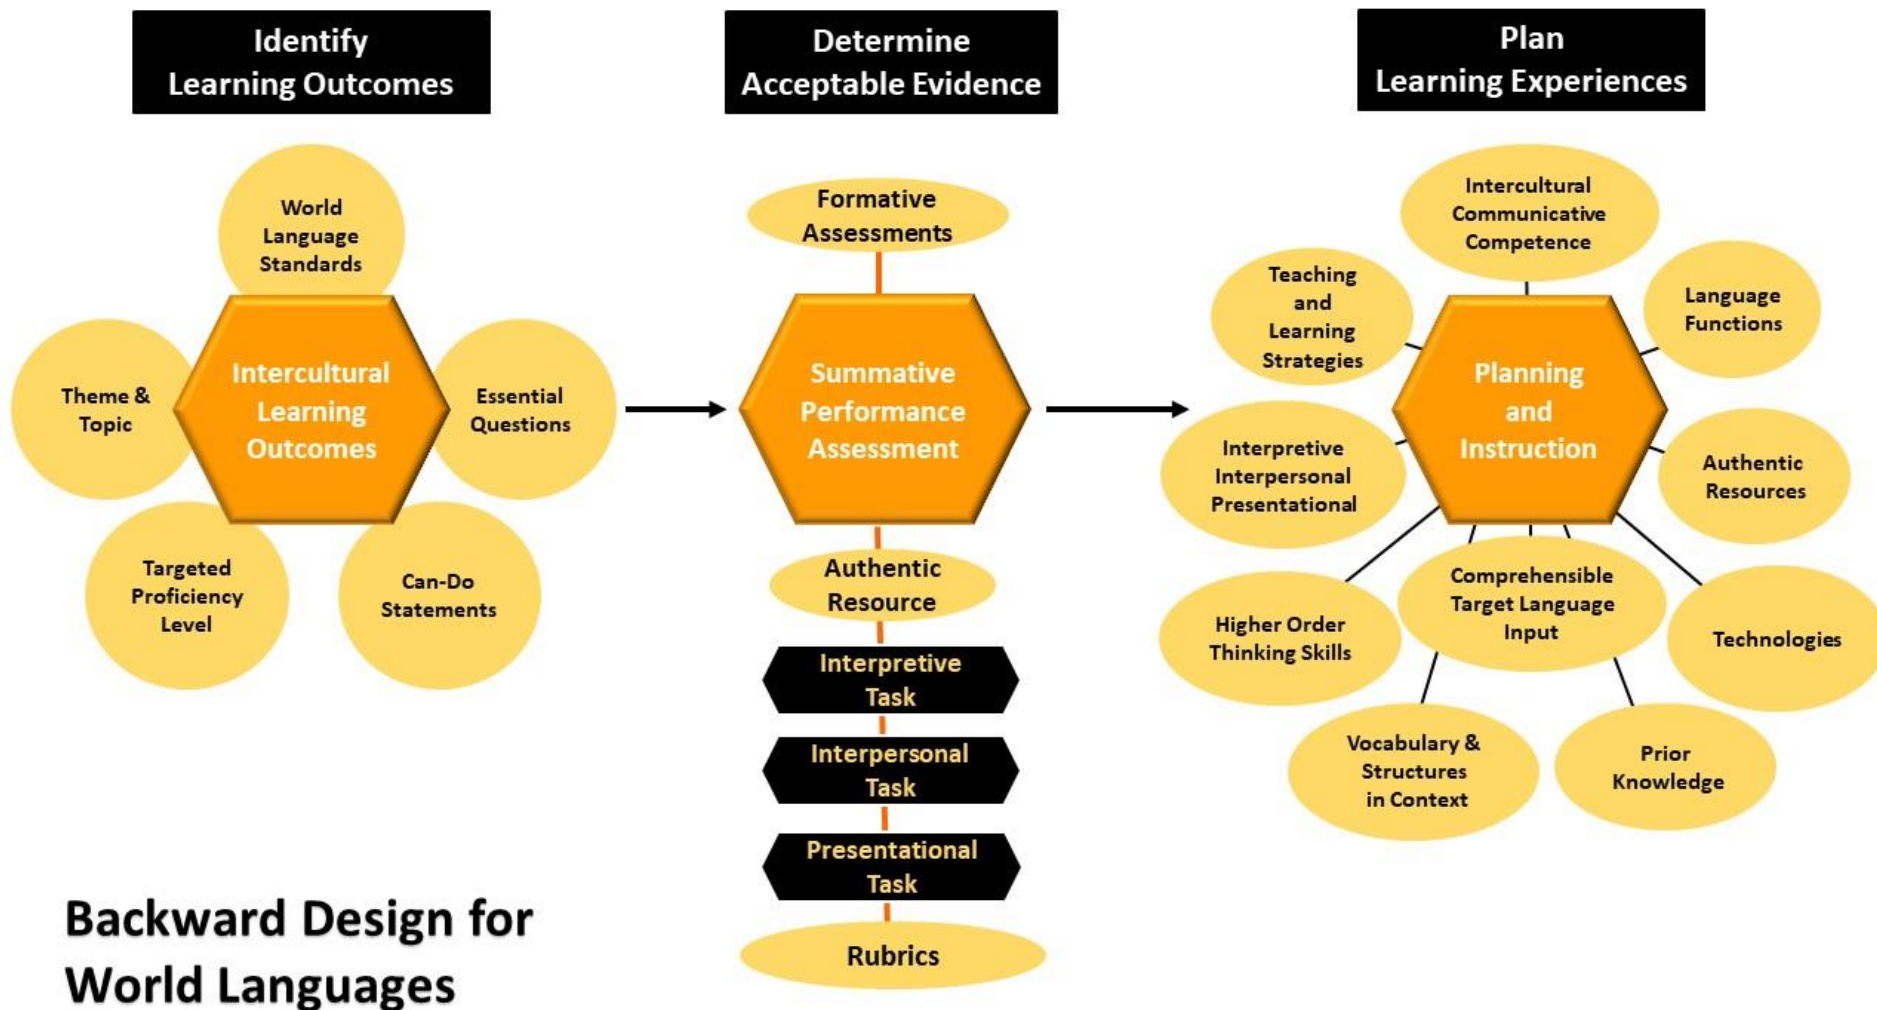 Identify
Learning Outcomes
World
Language
Standards
Theme &
Topic
Intercultural
Learning
Outcomes
Essential
Questions
Targeted
Proficiency
Level
Can-Do
Statements
Determine
Acceptable Evidence
Formative
Assessments
Summative
Performance
Assessment
Authentic
Resource
Interpretive
Task
Interpersonal
Task
Presentational
Task
Rubrics
Plan
Learning Experiences
Intercultural
Communicative
Competence
Teaching
and
Learning
Strategies
Language
Functions
Planning
and
Instruction
Interpretive
Interpersonal
Presentational
Authentic
Resources
Higher Order
Thinking Skills
Comprehensible
Target Language
Input
Technologies
Vocabulary &
Structures
in Context
Prior
Knowledge
Backward Design for
World Languages